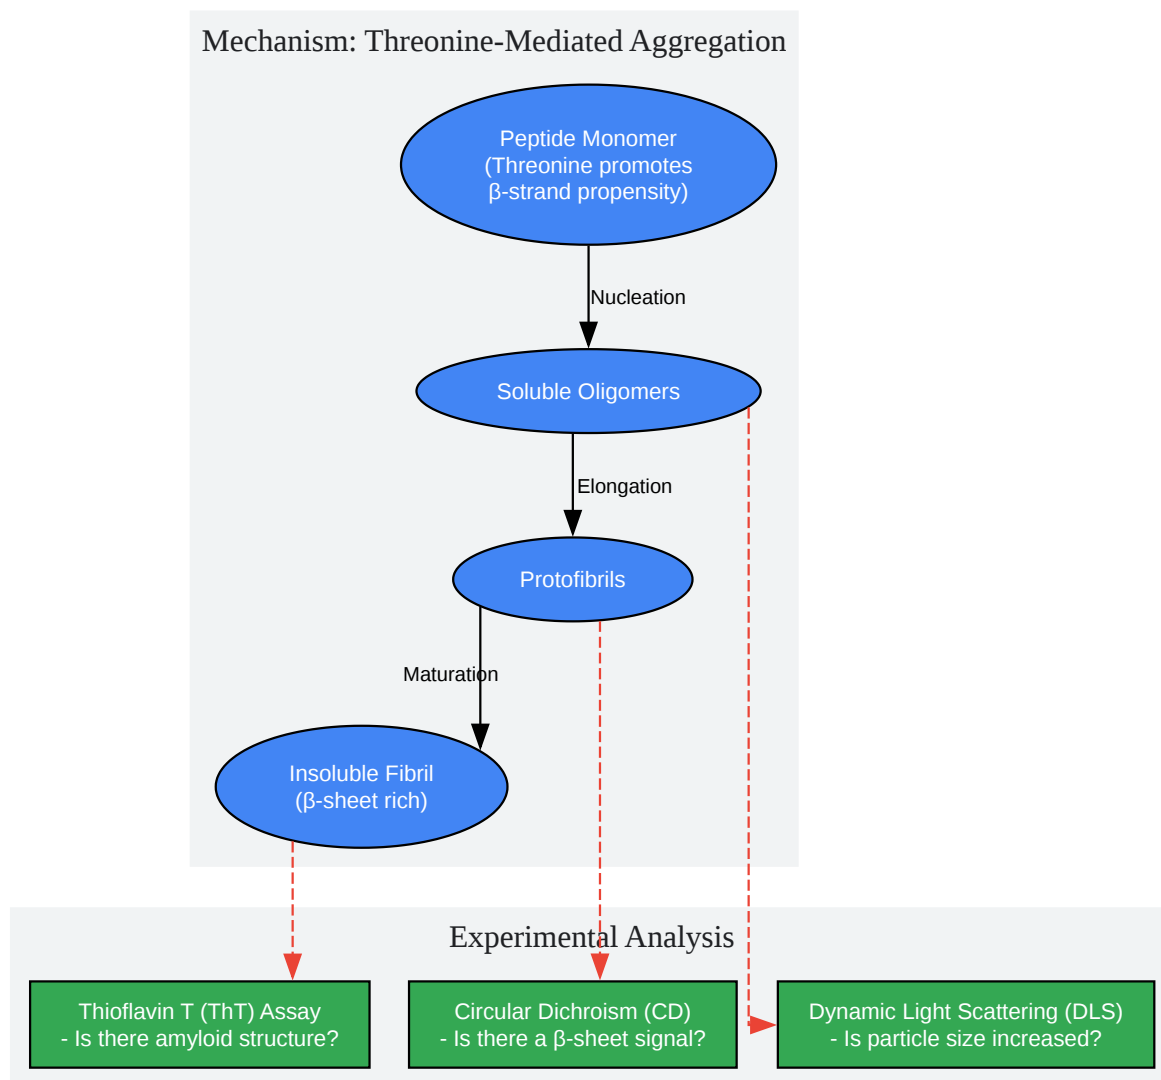 Mechanism: Threonine-Mediated Aggregation
Peptide Monomer
(Threonine promotes
β-strand propensity)
Nucleation
Soluble Oligomers
Elongation
Protofibrils
Maturation
Insoluble Fibril
(β-sheet rich)
Experimental Analysis
Thioflavin T (ThT) Assay
- Is there amyloid structure?
Circular Dichroism (CD)
- Is there a β-sheet signal?
Dynamic Light Scattering (DLS)
- Is particle size increased?